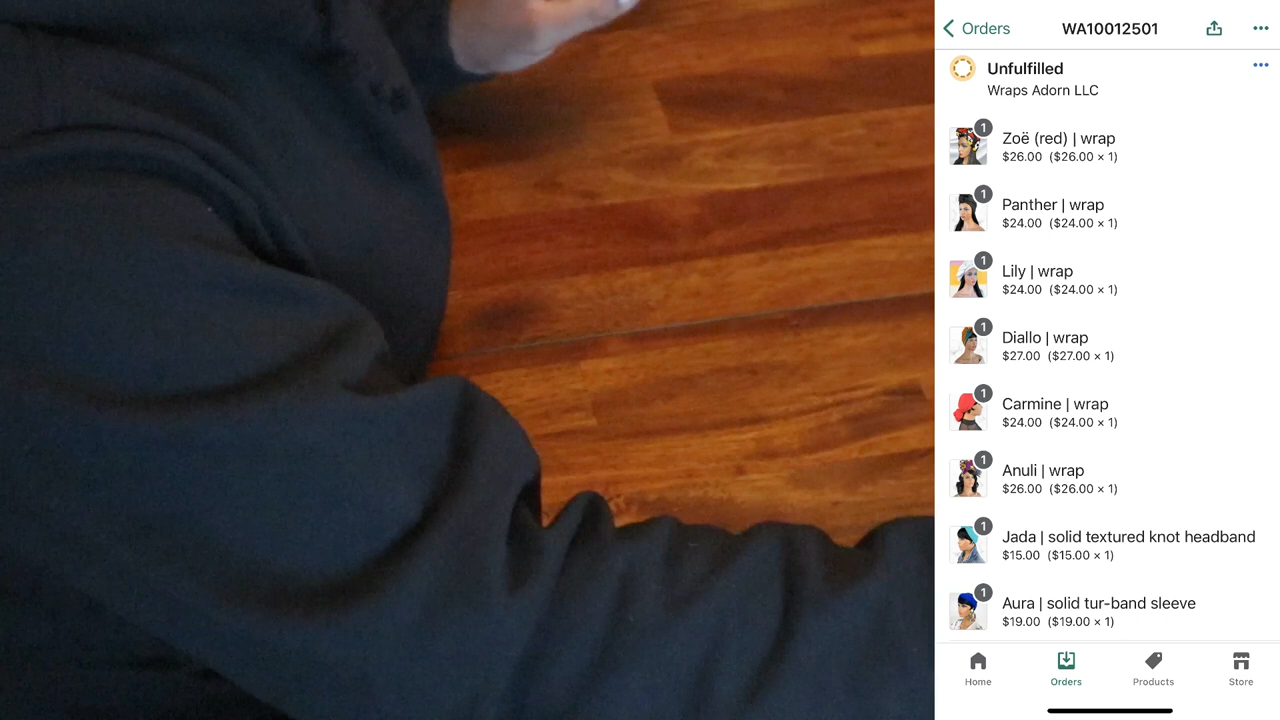 Orders
WA10012501
Unfulfilled
Wraps Adorn LLC
1
Zoë (red) | wrap
$26.00 ($26.00 × 1)
1
Panther | wrap
$24.00 ($24.00 × 1)
1
Lily | wrap
$24.00 ($24.00 × 1)
1
Diallo | wrap
$27.00 ($27.00 × 1)
1
Carmine | wrap
$24.00 ($24.00 × 1)
1
Anuli | wrap
$26.00 ($26.00 × 1)
1
Jada | solid textured knot headband
$15.00 ($15.00 × 1)
1
Aura | solid tur-band sleeve
$19.00 ($19.00 × 1)
Home
Orders
Products
Store